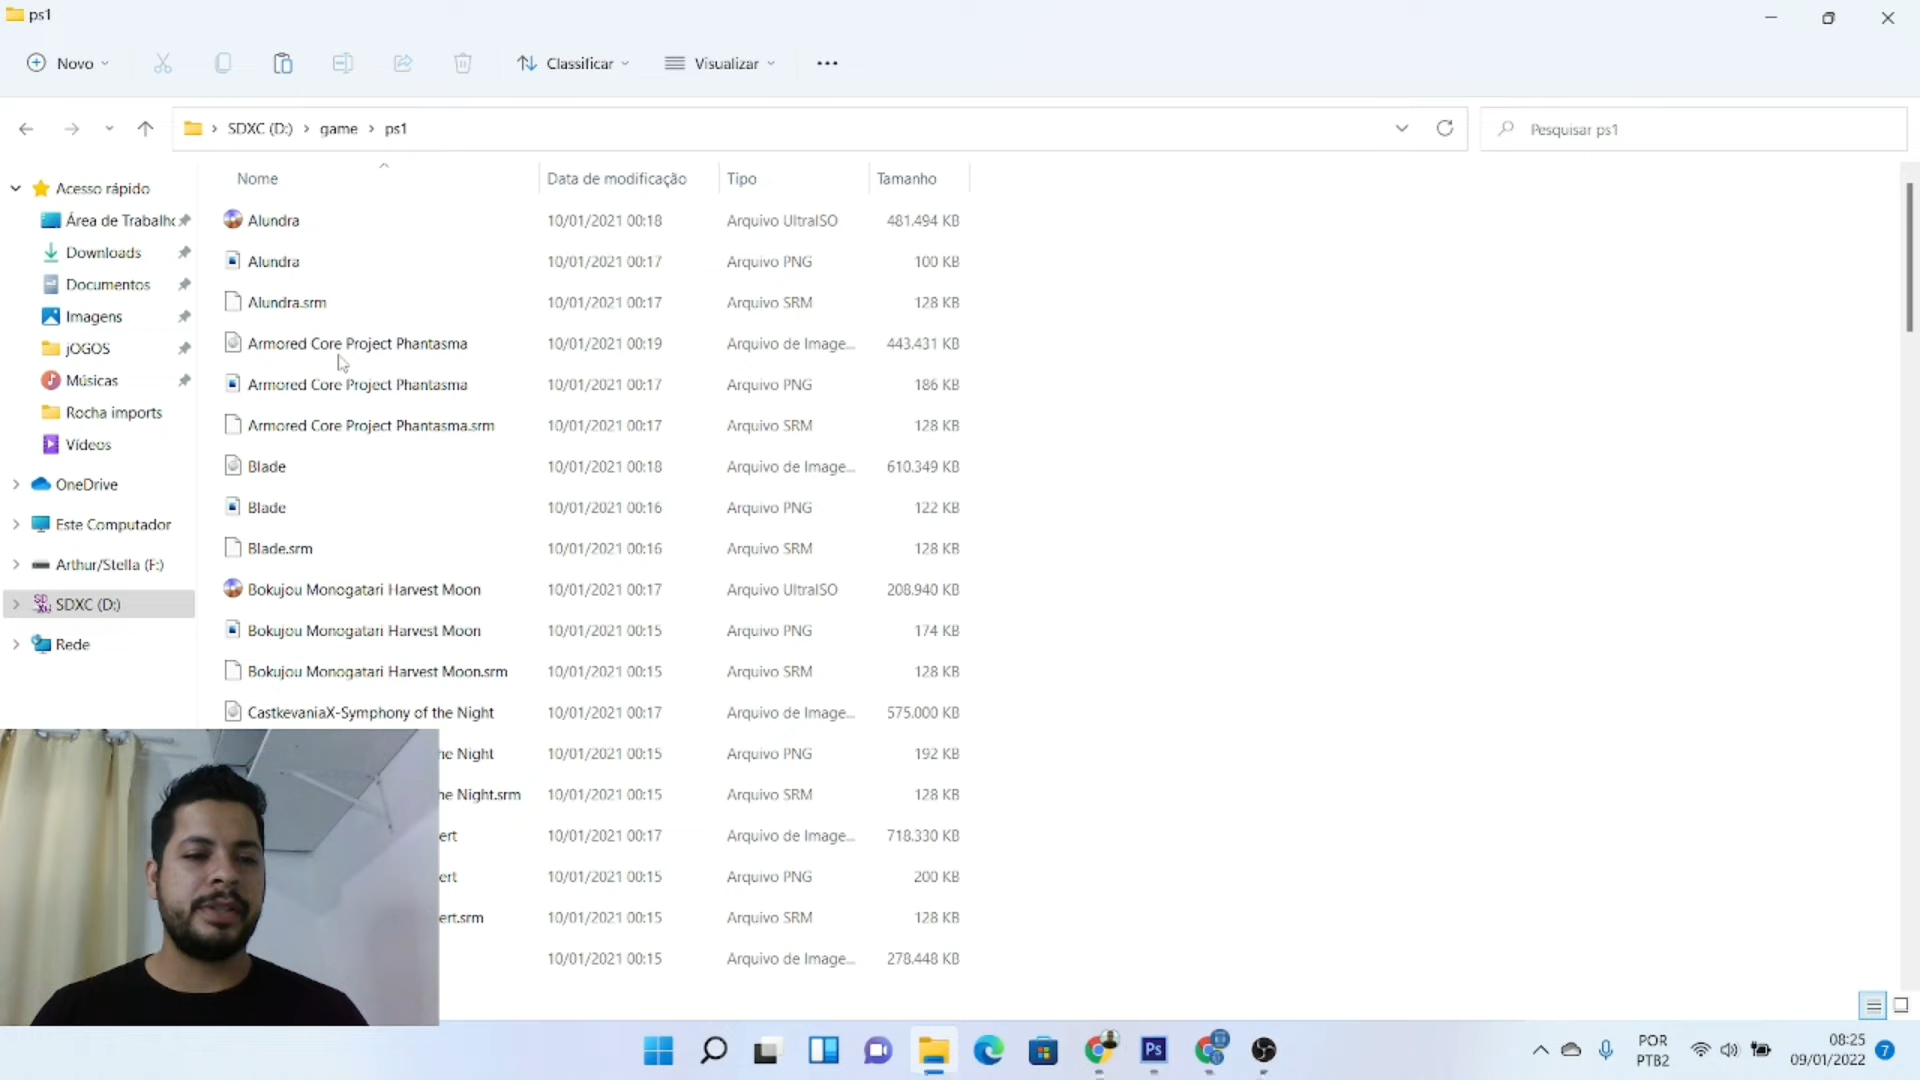 ps1
Novo
Classificar
Visualizar
SDXC (D:) > game > ps1
Pesquisar ps1
Nome Data de modificação Tipo Tamanho
Acesso rápido
Área de Trabalho
Downloads
Documentos
Imagens
jOGOS
Músicas
Rocha imports
Vídeos
OneDrive
Este Computador
Arthur/Stella (F:)
SDXC (D:)
Rede
Alundra 10/01/2021 00:18 Arquivo UltraISO 481.494 KB
Alundra 10/01/2021 00:17 Arquivo PNG 100 KB
Alundra.srm 10/01/2021 00:17 Arquivo SRM 128 KB
Armored Core Project Phantasma 10/01/2021 00:19 Arquivo de Image... 443.431 KB
Armored Core Project Phantasma 10/01/2021 00:17 Arquivo PNG 186 KB
Armored Core Project Phantasma.srm 10/01/2021 00:17 Arquivo SRM 128 KB
Blade 10/01/2021 00:18 Arquivo de Image... 610.349 KB
Blade 10/01/2021 00:16 Arquivo PNG 122 KB
Blade.srm 10/01/2021 00:16 Arquivo SRM 128 KB
Bokujou Monogatari Harvest Moon 10/01/2021 00:17 Arquivo UltraISO 208.940 KB
Bokujou Monogatari Harvest Moon 10/01/2021 00:15 Arquivo PNG 174 KB
Bokujou Monogatari Harvest Moon.srm 10/01/2021 00:15 Arquivo SRM 128 KB
CastkevaniaX-Symphony of the Night 10/01/2021 00:17 Arquivo de Image... 575.000 KB
he Night 10/01/2021 00:15 Arquivo PNG 192 KB
he Night.srm 10/01/2021 00:15 Arquivo SRM 128 KB
ert 10/01/2021 00:17 Arquivo de Image... 718.330 KB
ert 10/01/2021 00:15 Arquivo PNG 200 KB
ert.srm 10/01/2021 00:15 Arquivo SRM 128 KB
10/01/2021 00:15 Arquivo de Image... 278.448 KB
Ps
POR
PTB2
08:25
09/01/2022
7